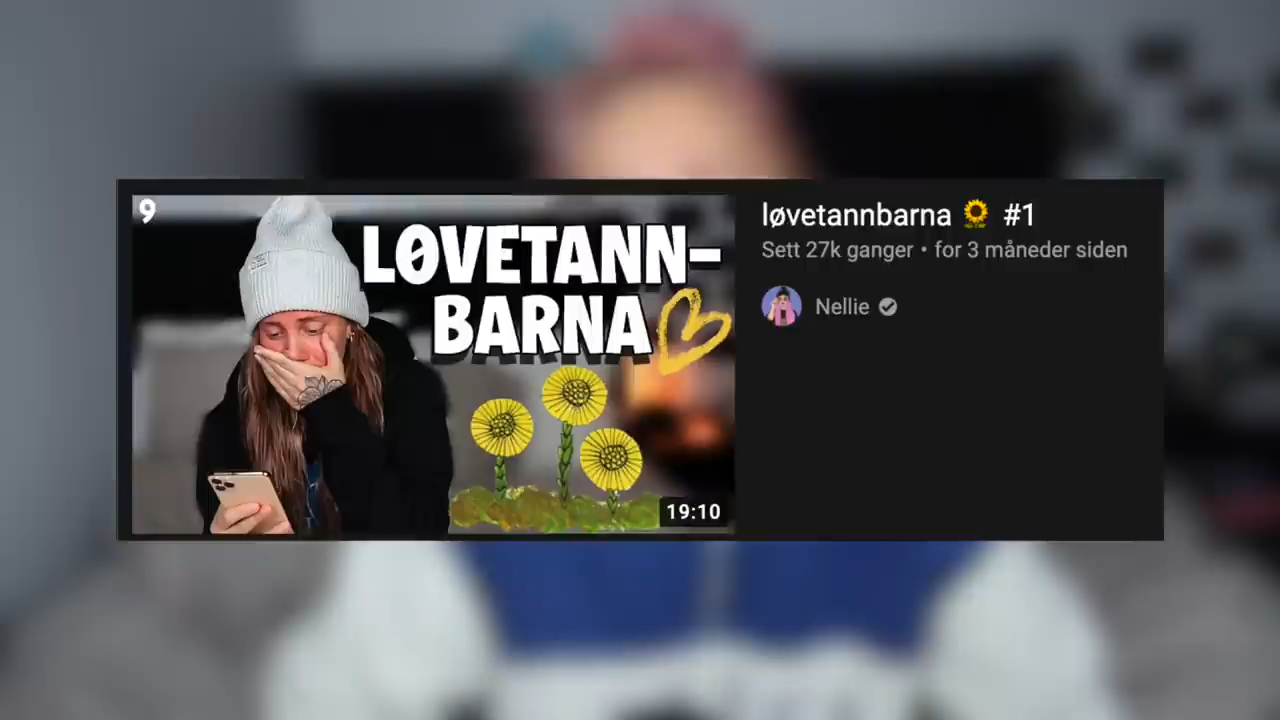 9
LØVETANN-
BARNA
19:10
løvetannbarna 🌻 #1
Sett 27k ganger • for 3 måneder siden
Nellie